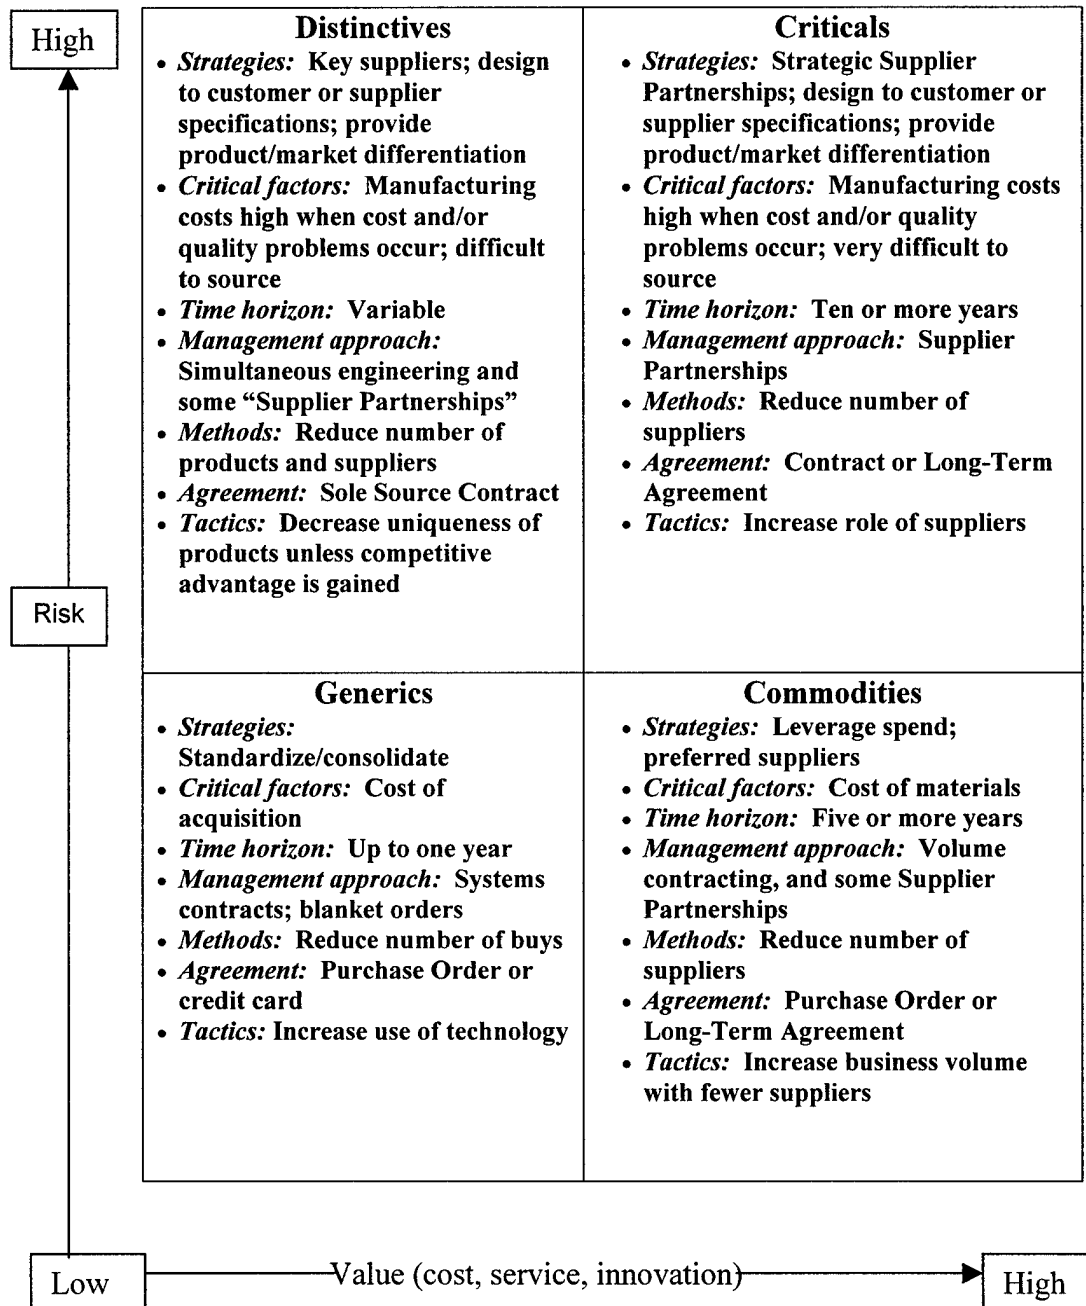 High
Risk
Distinctives
• Strategies: Key suppliers; design
to customer or supplier
specifications; provide
product/market differentiation
• Critical factors: Manufacturing
costs high when cost and/or
quality problems occur; difficult
to source
• Time horizon: Variable
• Management approach:
Simultaneous engineering and
some “Supplier Partnerships”
• Methods: Reduce number of
products and suppliers
• Agreement: Sole Source Contract
• Tactics: Decrease uniqueness of
products unless competitive
advantage is gained
Criticals
• Strategies: Strategic Supplier
Partnerships; design to customer or
supplier specifications; provide
product/market differentiation
• Critical factors: Manufacturing costs
high when cost and/or quality
problems occur; very difficult to
source
• Time horizon: Ten or more years
• Management approach: Supplier
Partnerships
• Methods: Reduce number of
suppliers
• Agreement: Contract or Long-Term
Agreement
• Tactics: Increase role of suppliers
Generics
• Strategies:
Standardize/consolidate
• Critical factors: Cost of
acquisition
• Time horizon: Up to one year
• Management approach: Systems
contracts; blanket orders
• Methods: Reduce number of buys
• Agreement: Purchase Order or
credit card
• Tactics: Increase use of technology
Commodities
• Strategies: Leverage spend;
preferred suppliers
• Critical factors: Cost of materials
• Time horizon: Five or more years
• Management approach: Volume
contracting, and some Supplier
Partnerships
• Methods: Reduce number of
suppliers
• Agreement: Purchase Order or
Long-Term Agreement
• Tactics: Increase business volume
with fewer suppliers
Low
Value (cost, service, innovation)
High